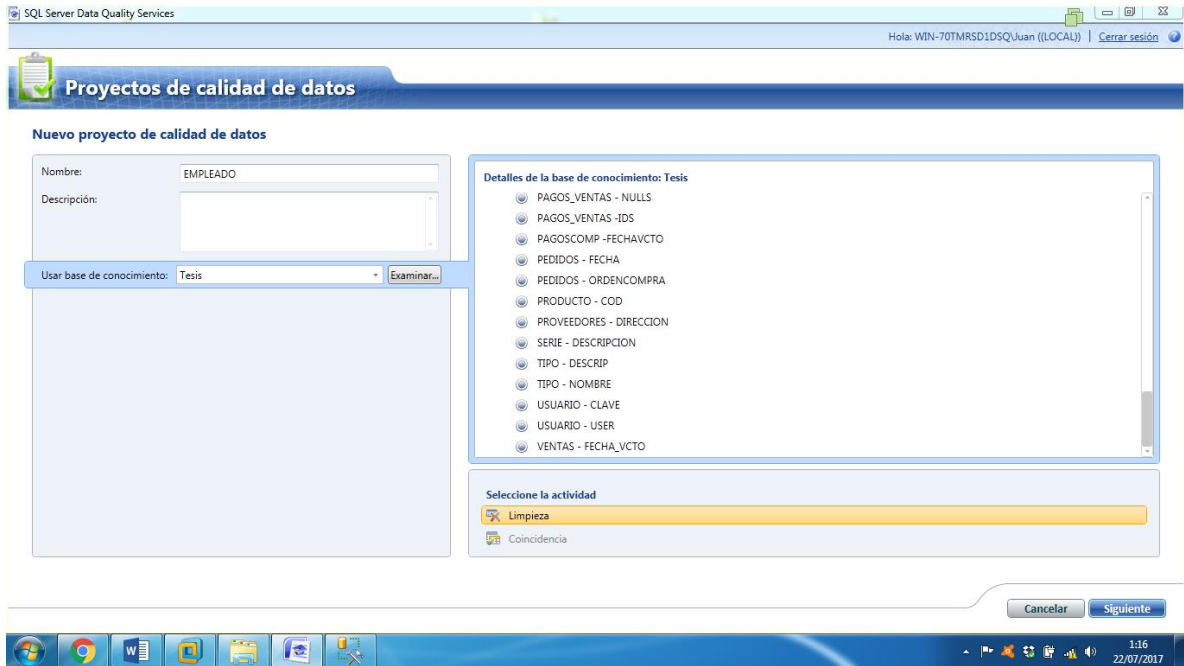 SQL Server Data Quality Services
Hola: WIN-70TMRSD1DSQ\Juan ((LOCAL)) | Cerrar sesión
Proyectos de calidad de datos
Nuevo proyecto de calidad de datos
Nombre: EMPLEADO
Descripción:
Usar base de conocimiento: Tesis Examinar...
Detalles de la base de conocimiento: Tesis
PAGOS_VENTAS - NULLS
PAGOS_VENTAS -IDS
PAGOSCOMP -FECHAVCTO
PEDIDOS - FECHA
PEDIDOS - ORDENCOMPRA
PRODUCTO - COD
PROVEEDORES - DIRECCION
SERIE - DESCRIPCION
TIPO - DESCRIP
TIPO - NOMBRE
USUARIO - CLAVE
USUARIO - USER
VENTAS - FECHA_VCTO
Seleccione la actividad
Limpieza
Coincidencia
Cancelar Siguiente
1:16
22/07/2017